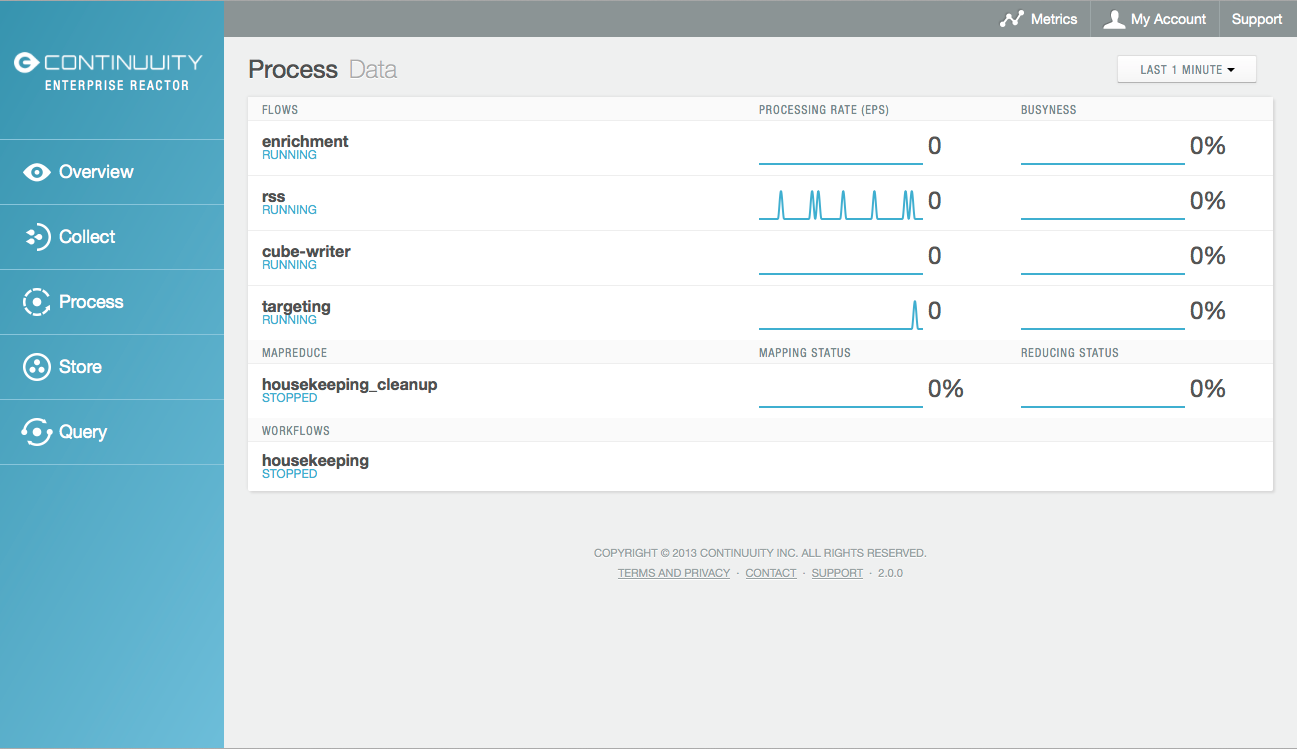 Metrics My Account Support
CONTINUUITY
ENTERPRISE REACTOR
Overview
Collect
Process
Store
Query
Process Data
LAST 1 MINUTE
FLOWS PROCESSING RATE (EPS) BUSYNESS
enrichment 0 0%
RUNNING
rss 0 0%
RUNNING
cube-writer 0 0%
RUNNING
targeting 0 0%
RUNNING
MAPREDUCE MAPPING STATUS REDUCING STATUS
housekeeping_cleanup 0% 0%
STOPPED
WORKFLOWS
housekeeping
STOPPED
COPYRIGHT © 2013 CONTINUUITY INC. ALL RIGHTS RESERVED.
TERMS AND PRIVACY · CONTACT · SUPPORT · 2.0.0